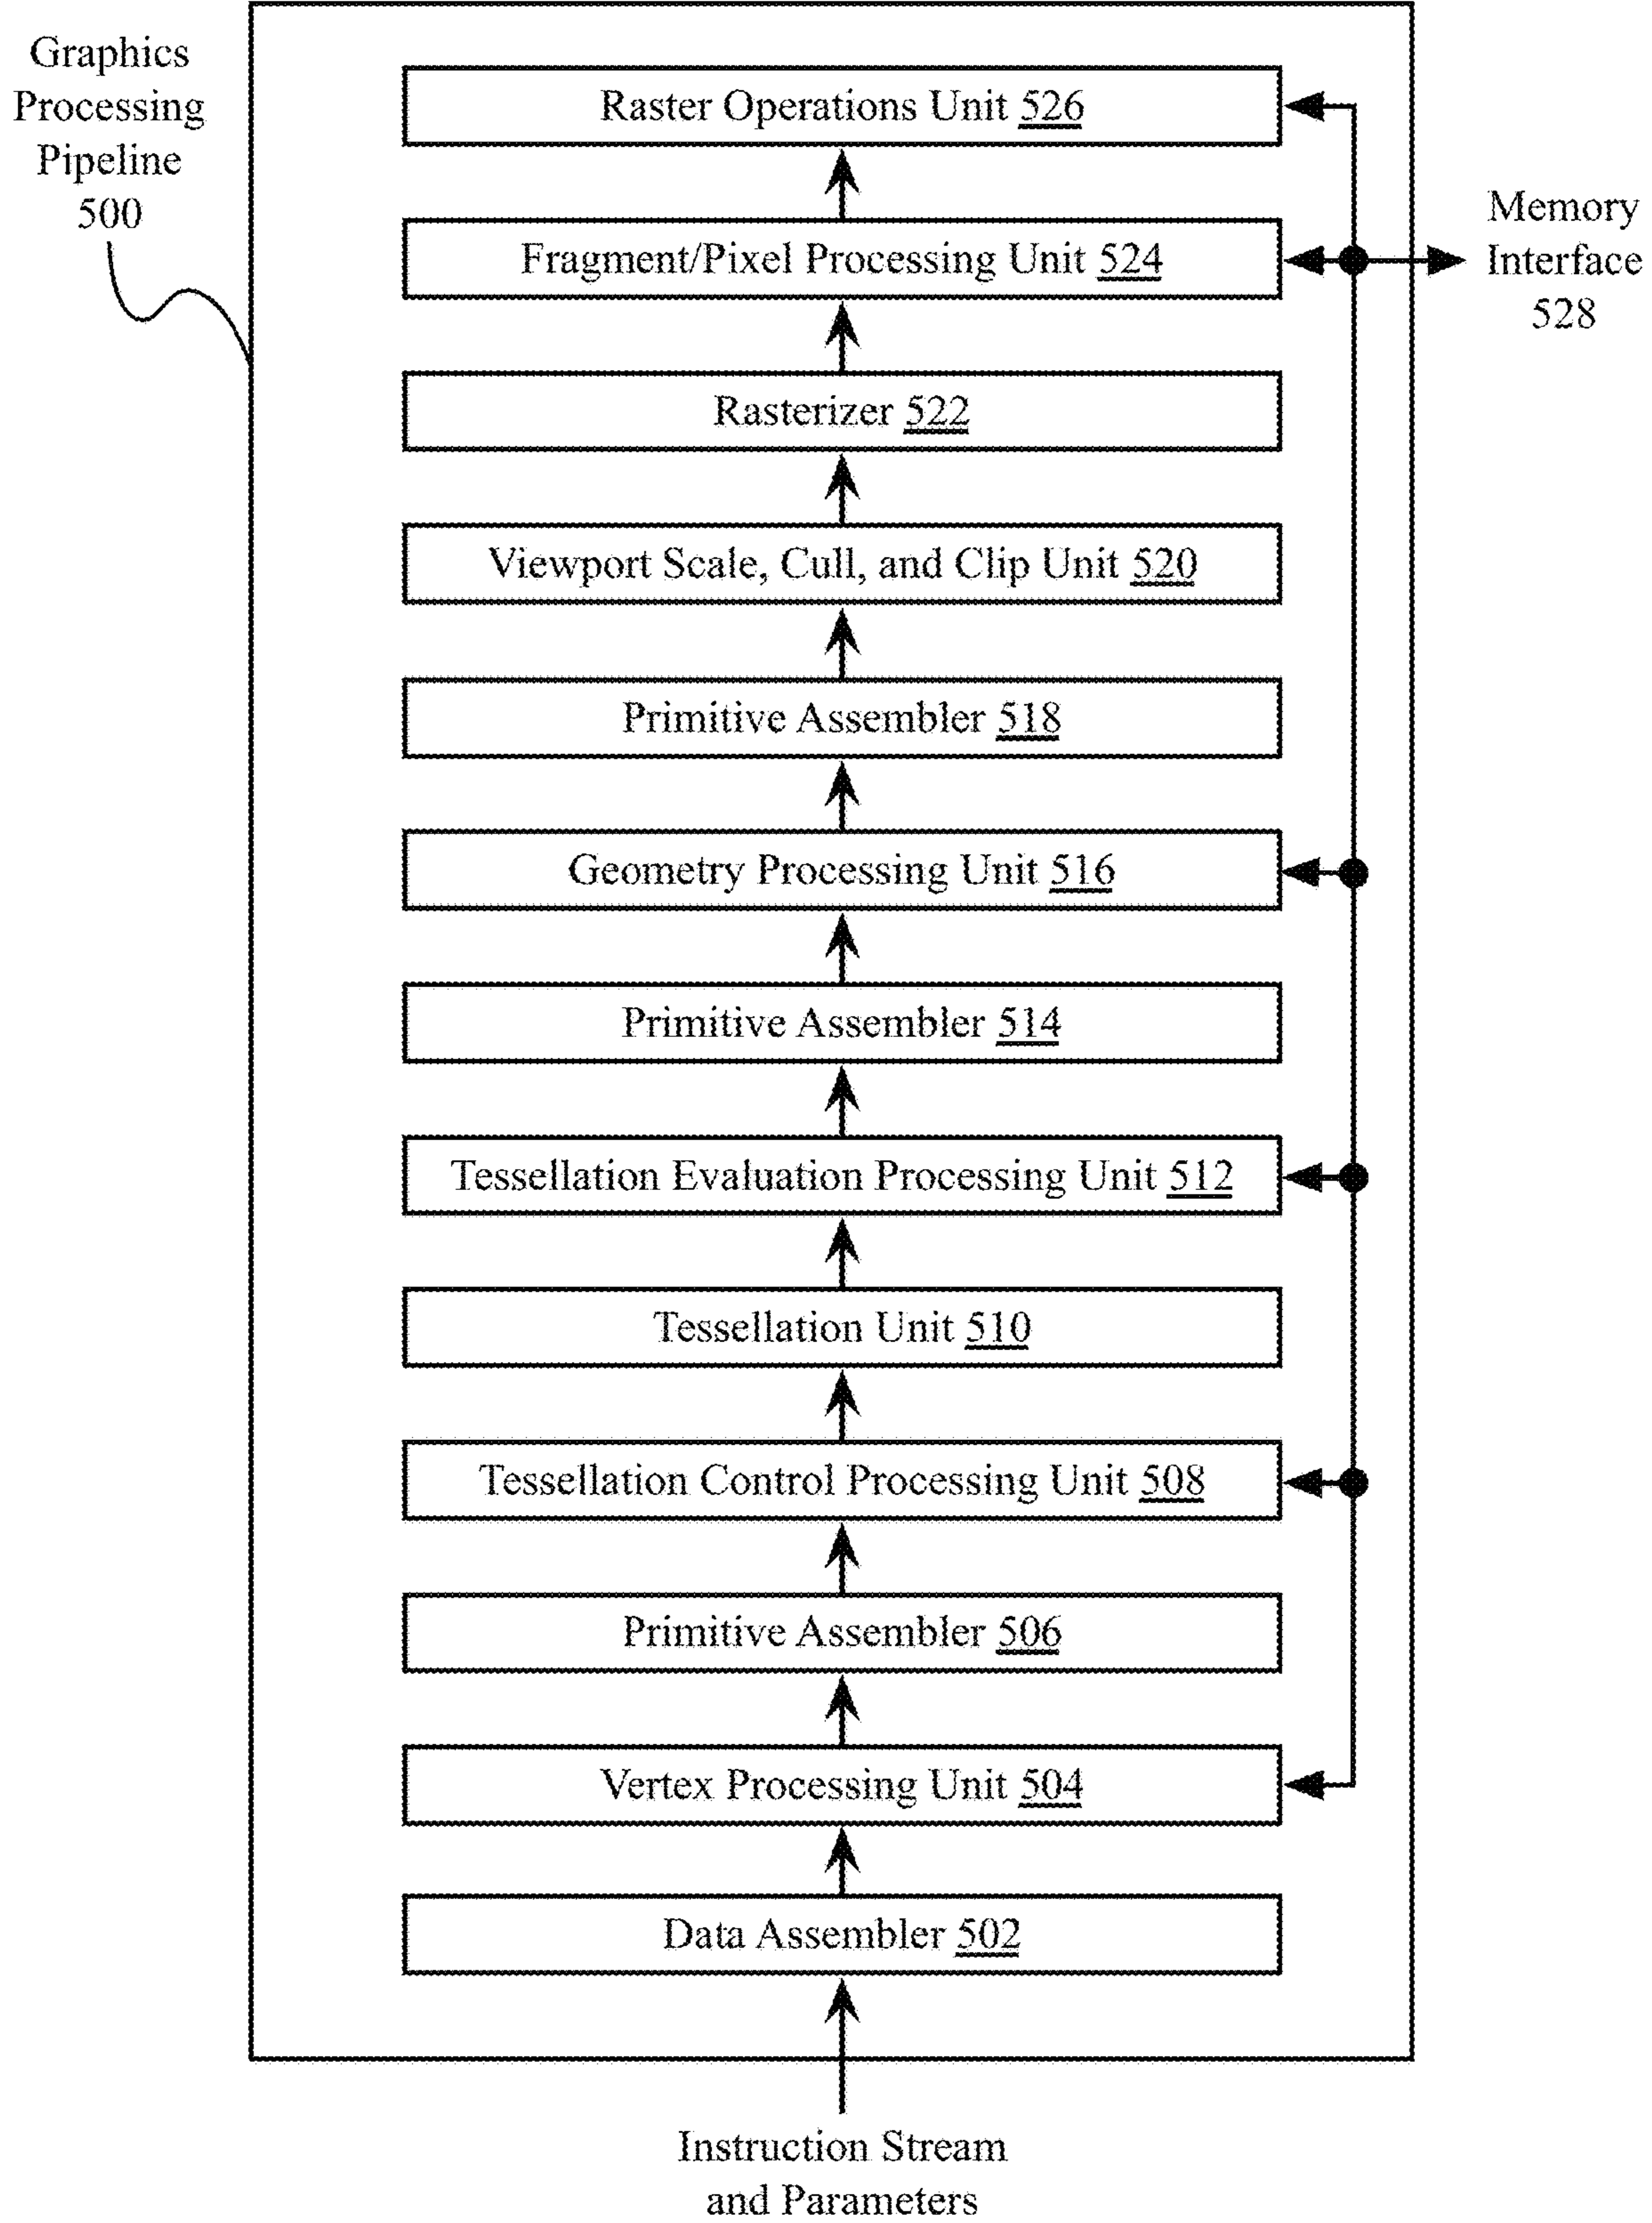 Graphics
Processing
Pipeline
500
Raster Operations Unit 526
Fragment/Pixel Processing Unit 524
Memory
Interface
528
Rasterizer 522
Viewport Scale, Cull, and Clip Unit 520
Primitive Assembler 518
Geometry Processing Unit 516
Primitive Assembler 514
Tessellation Evaluation Processing Unit 512
Tessellation Unit 510
Tessellation Control Processing Unit 508
Primitive Assembler 506
Vertex Processing Unit 504
Data Assembler 502
Instruction Stream
and Parameters